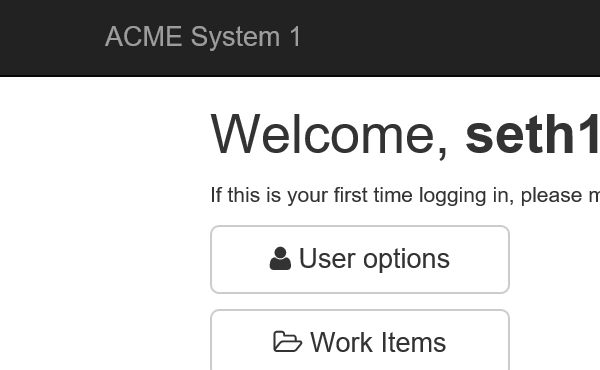 ACME System 1
Welcome, seth1
If this is your first time logging in, please
User options
Work Items